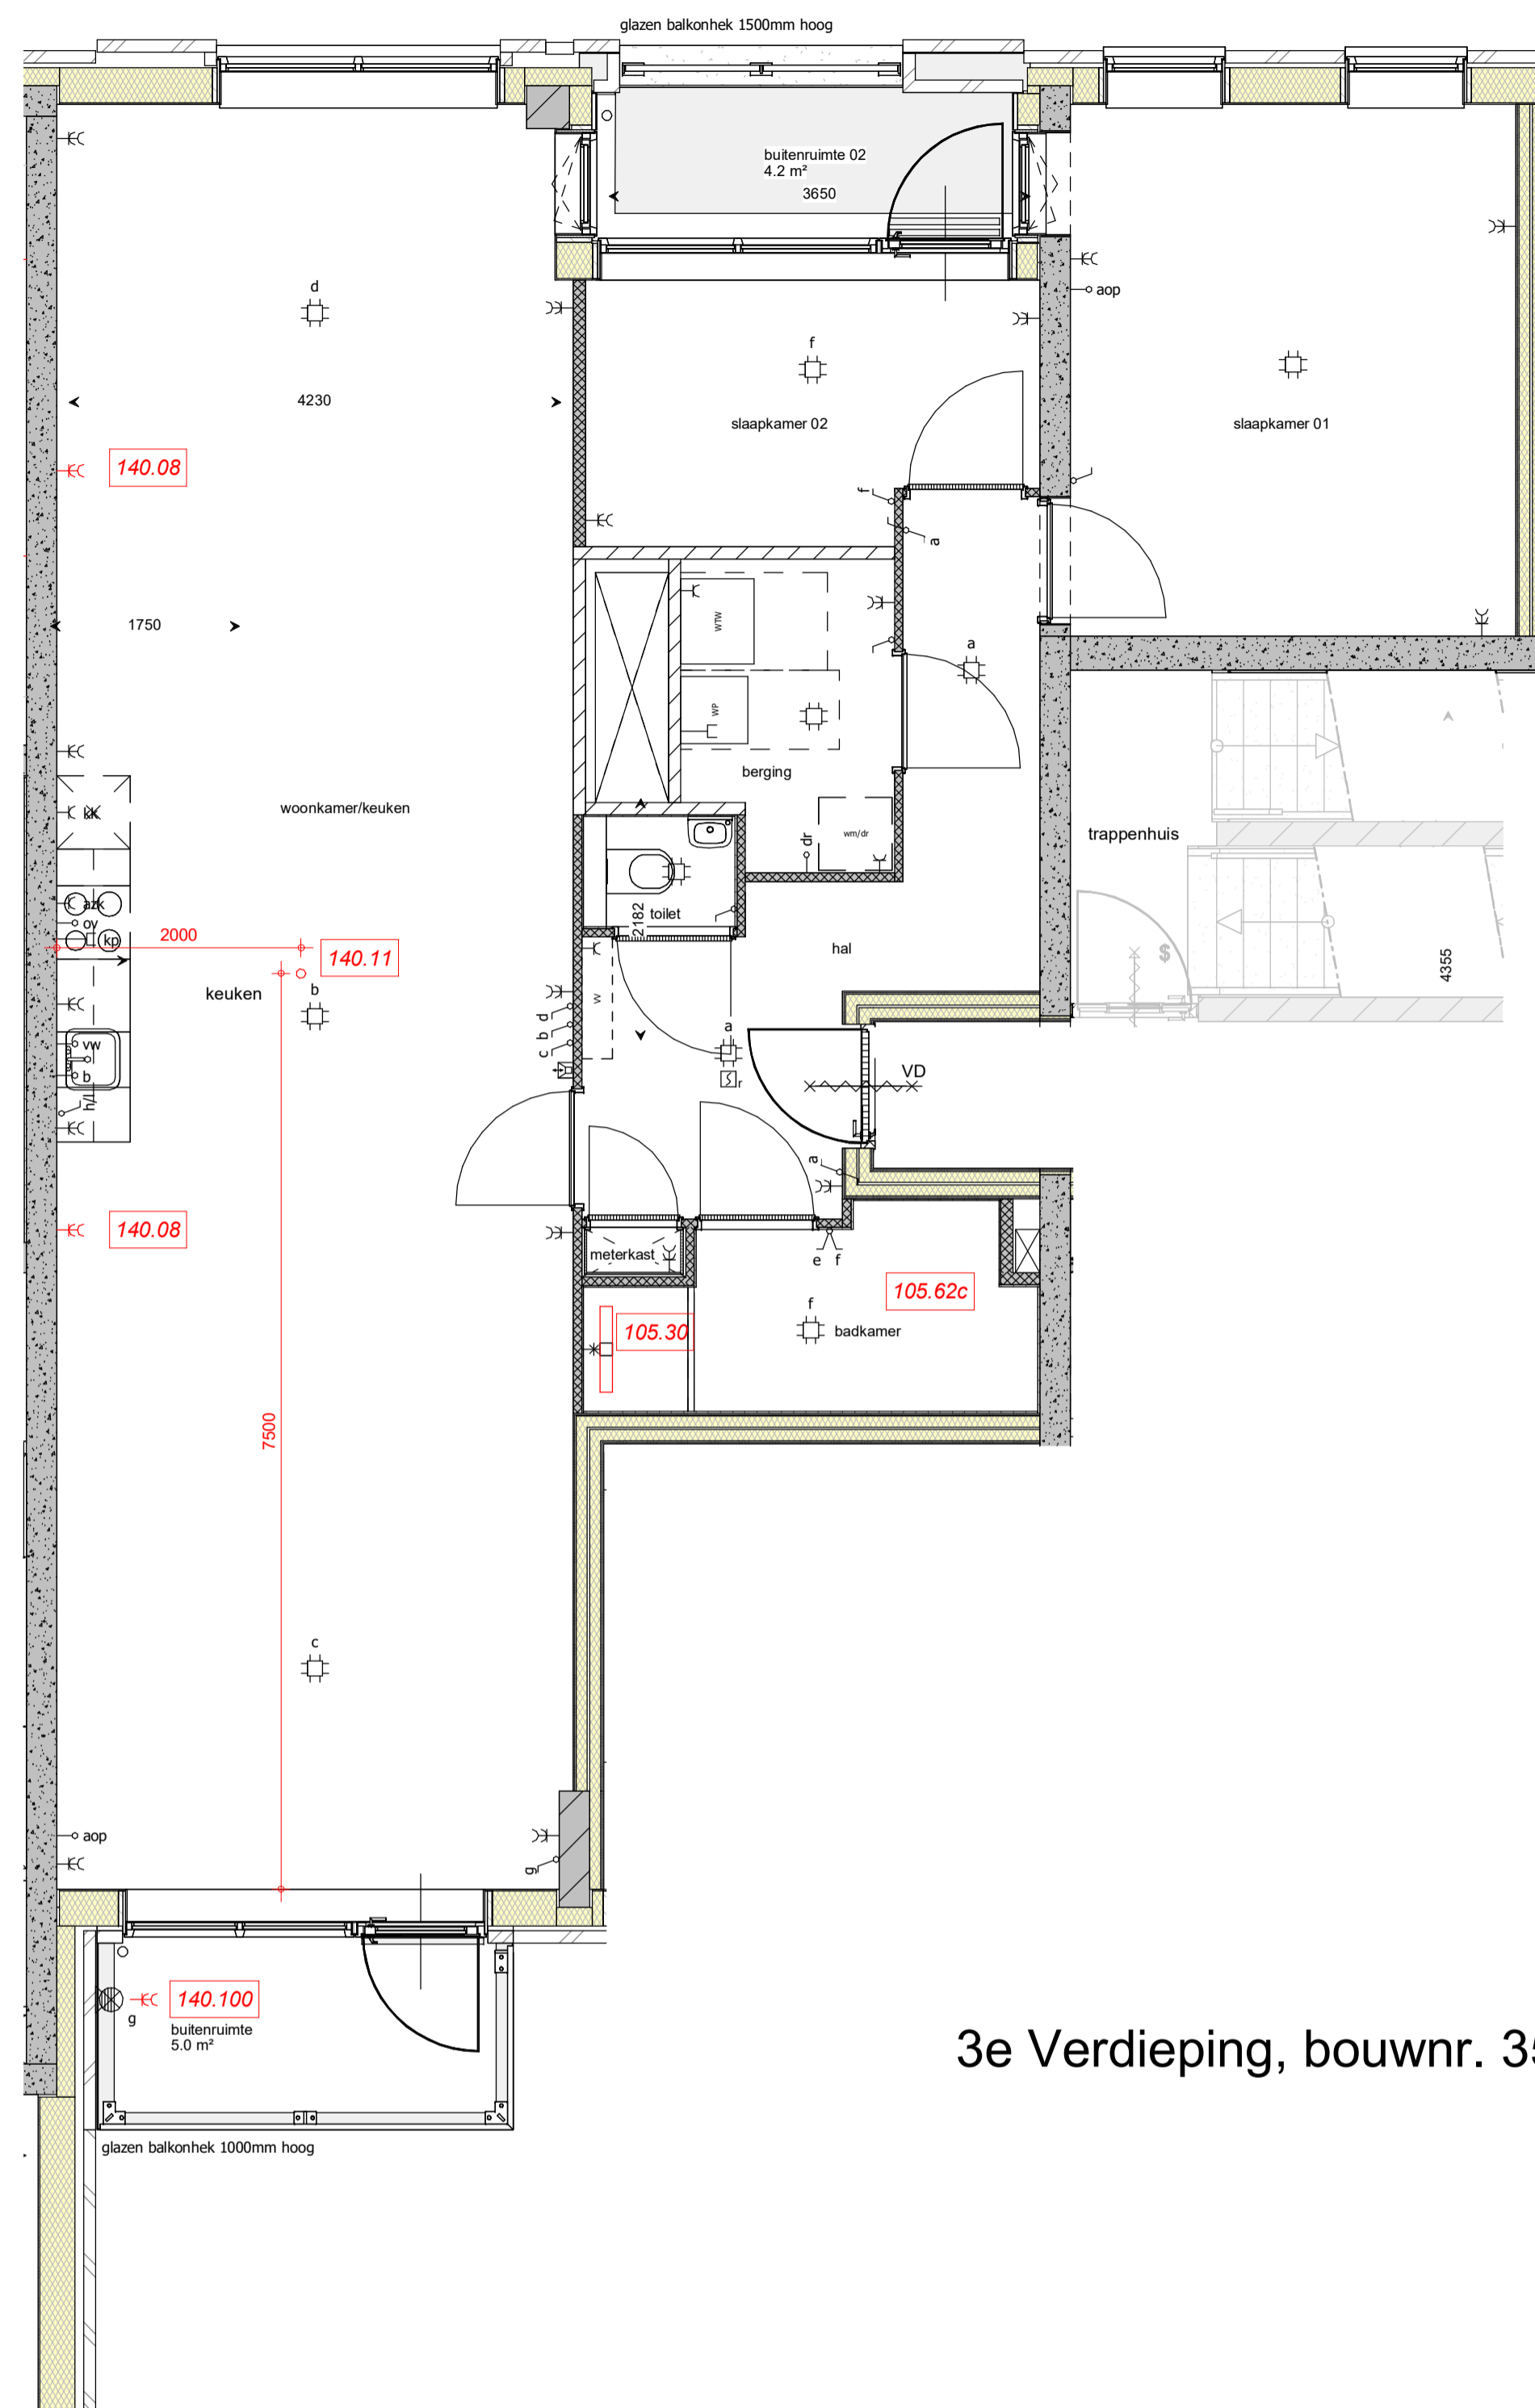 glazen balkonhek 1500mm hoog
buitenruimte 02
4.2 m²
3650
d
aop
f
4230
slaapkamer 02
slaapkamer 01
140.08
f
a
1750
WTW
a
WP
berging
woonkamer/keuken
kk
wm/dr
trappenhuis
dr
azk
oy
kp
toilet
2182
2000
140.11
hal
$
4355
keuken
b
W
d
b
c
a
r
vw
b
h/l
VD
a
140.08
meterkast
e f
105.62c
f
105.30
badkamer
7500
c
aop
g
140.100
g
buitenruimte
5.0 m²
3e Verdieping, bouwnr. 35
glazen balkonhek 1000mm hoog